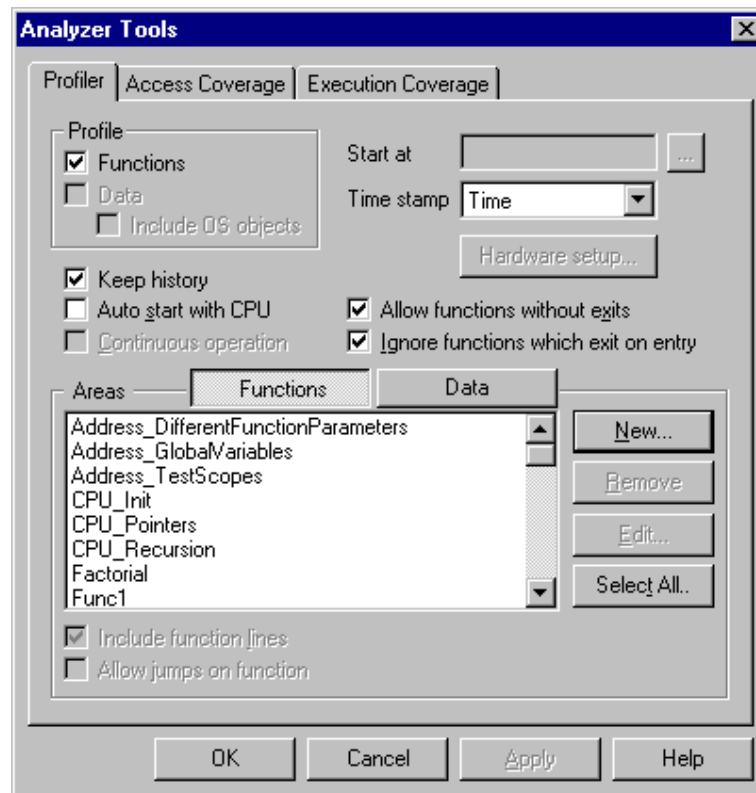 Analyzer Tools
Profiler Access Coverage Execution Coverage
Profile
Functions
Data
Include OS objects
Start at
...
Time stamp Time
Hardware setup...
Keep history
Auto start with CPU
Continuous operation
Allow functions without exits
Ignore functions which exit on entry
Areas Functions Data
Address_DifferentFunctionParameters
Address_GlobalVariables
Address_TestScopes
CPU_Init
CPU_Pointers
CPU_Recursion
Factorial
Func1
New...
Remove
Edit...
Select All..
Include function lines
Allow jumps on function
OK Cancel Apply Help